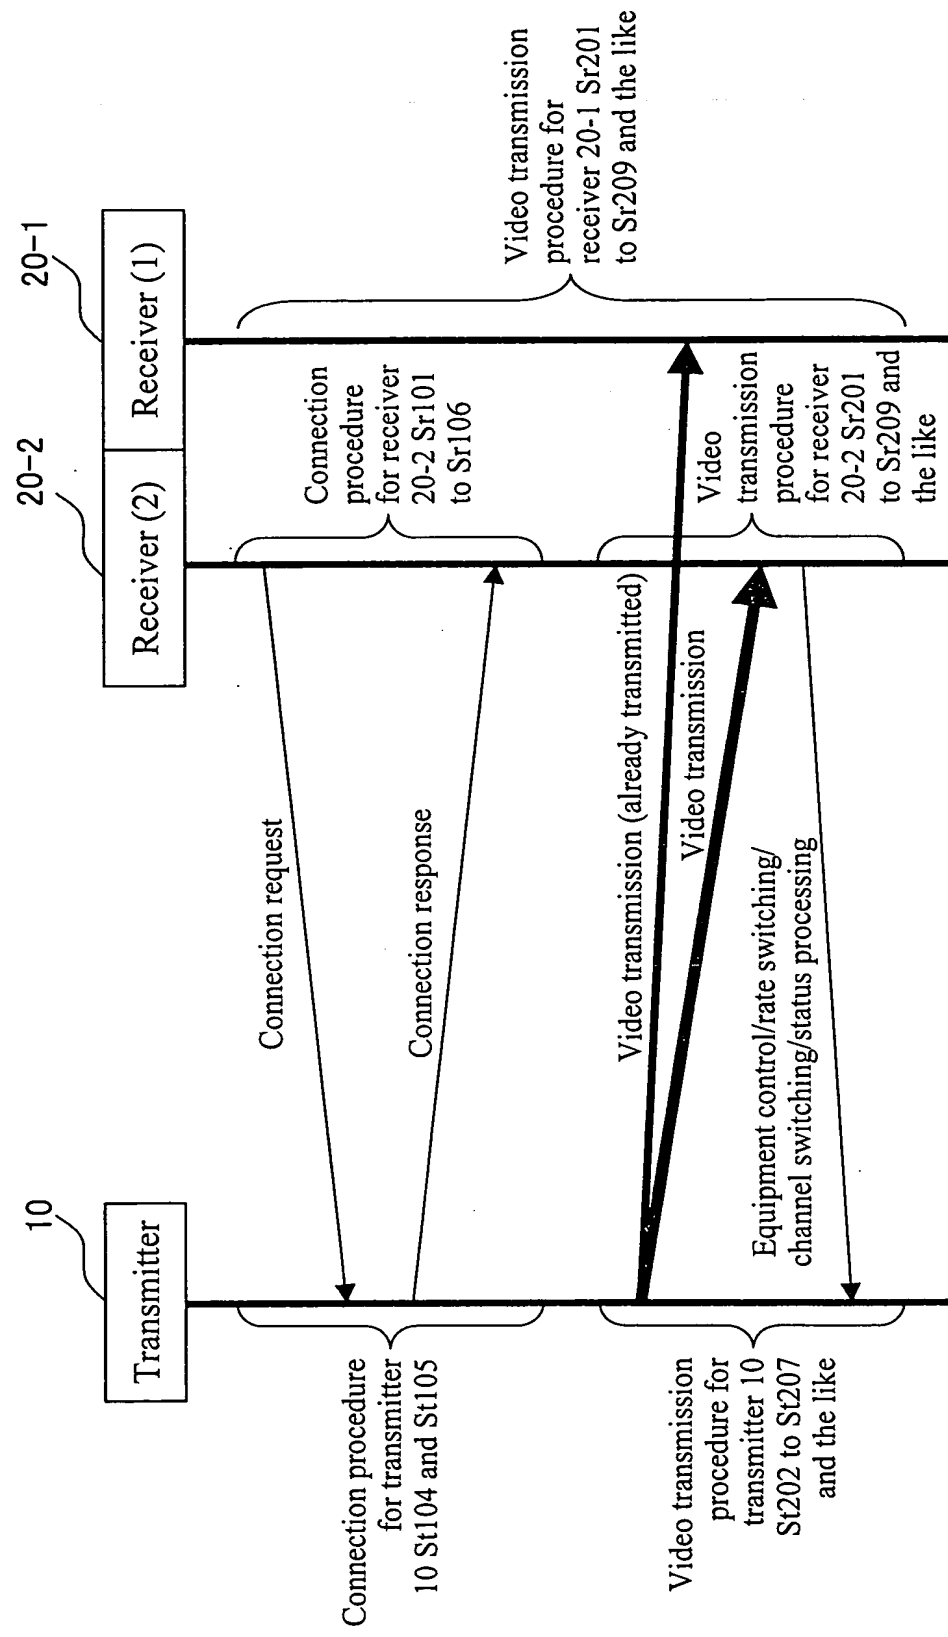 10
Transmitter
20-2
Receiver (2)
20-1
Receiver (1)
Connection procedure
for transmitter
10 St104 and St105
Connection request
Connection response
Connection
procedure
for receiver
20-2 Sr101
to Sr106
Video transmission
procedure for
receiver 20-1 Sr201
to Sr209 and the like
Video transmission
procedure for
transmitter 10
St202 to St207
and the like
Video transmission (already transmitted)
Video transmission
Equipment control/rate switching/
channel switching/status processing
Video
transmission
procedure
for receiver
20-2 Sr201
to Sr209 and
the like